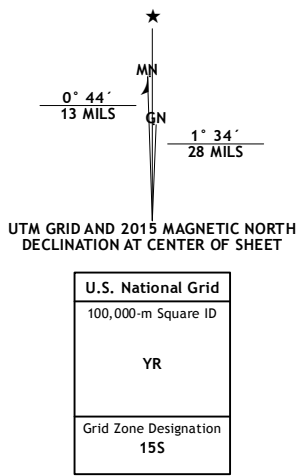 MN
0° 44´
13 MILS
GN
1° 34´
28 MILS
UTM GRID AND 2015 MAGNETIC NORTH
DECLINATION AT CENTER OF SHEET
U.S. National Grid
100,000-m Square ID
YR
Grid Zone Designation
15S